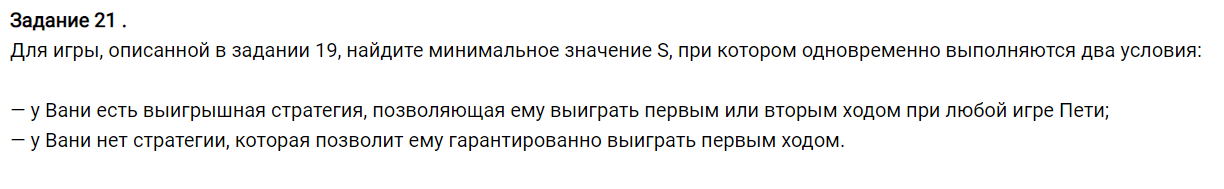 Задание 21 .
Для игры, описанной в задании 19, найдите минимальное значение S, при котором одновременно выполняются два условия:
— у Вани есть выигрышная стратегия, позволяющая ему выиграть первым или вторым ходом при любой игре Пети;
— у Вани нет стратегии, которая позволит ему гарантированно выиграть первым ходом.